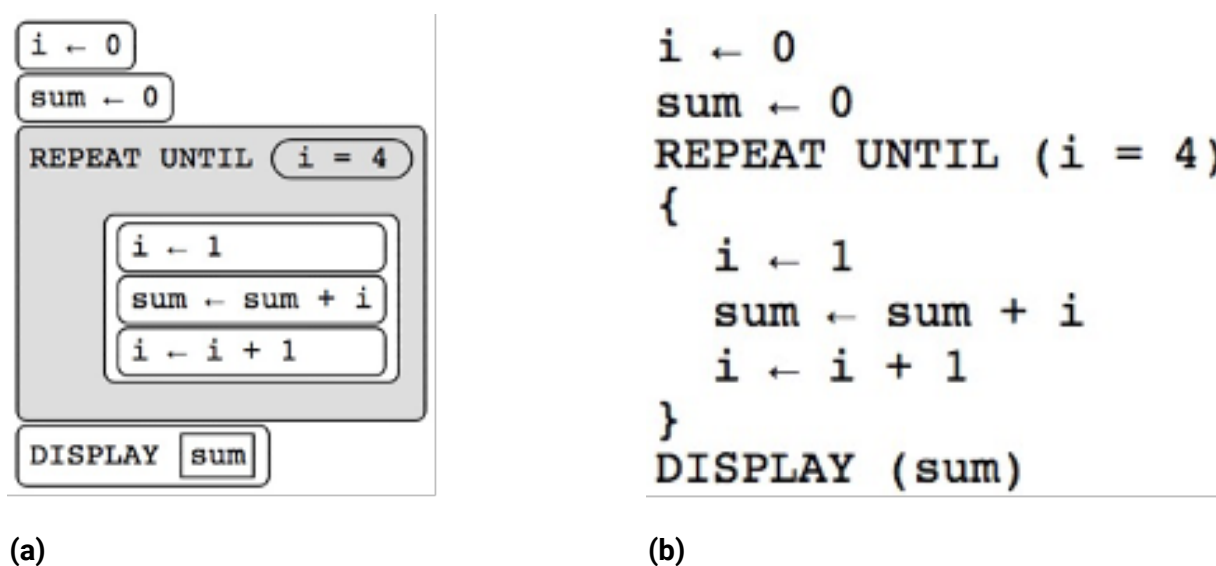 i ← 0
sum ← 0
REPEAT UNTIL ( i = 4 )
i ← 1
sum ← sum + i
i ← i + 1
DISPLAY sum
(a)
i ← 0
sum ← 0
REPEAT UNTIL (i = 4)
{
i ← 1
sum ← sum + i
i ← i + 1
}
DISPLAY (sum)
(b)